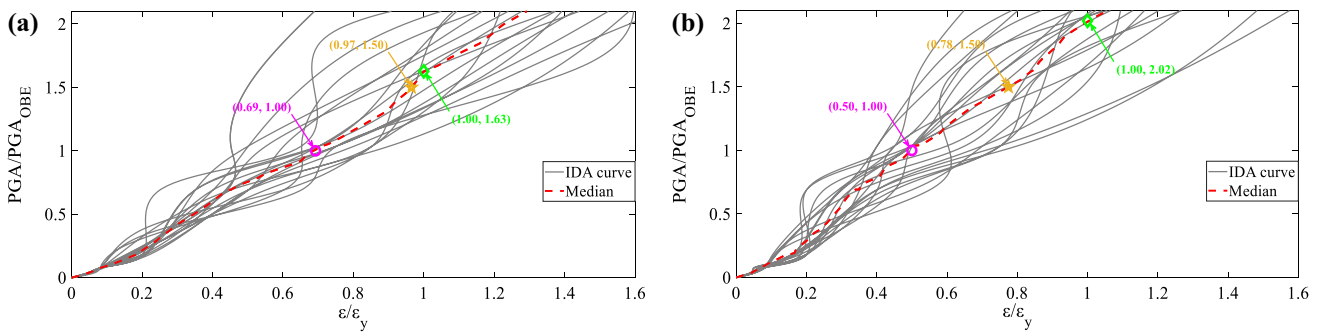 (a)
PGA/PGA_OBE
2
1.5
1
0.5
0
(0.97, 1.50)
(0.69, 1.00)
(1.00, 1.63)
IDA curve
Median
0 0.2 0.4 0.6 0.8 1 1.2 1.4 1.6
ε/ε_y
(b)
PGA/PGA_OBE
2
1.5
1
0.5
0
(0.78, 1.50)
(1.00, 2.02)
(0.50, 1.00)
IDA curve
Median
0 0.2 0.4 0.6 0.8 1 1.2 1.4 1.6
ε/ε_y